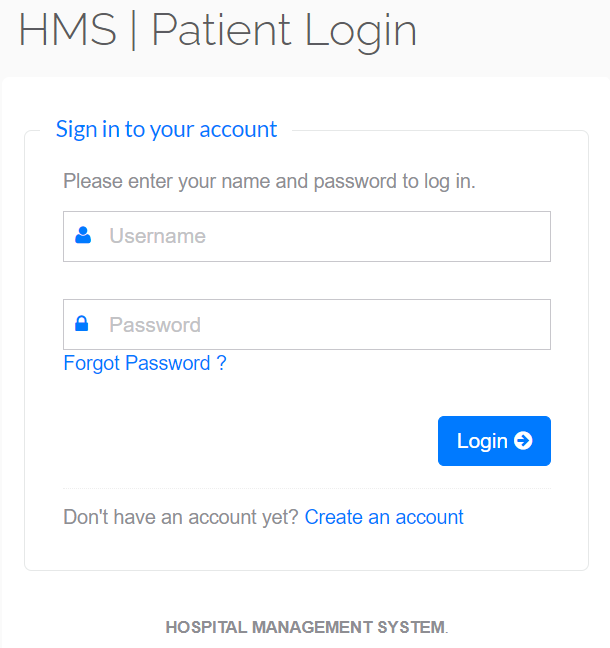 HMS | Patient Login
Sign in to your account
Please enter your name and password to log in.
Username
Password
Forgot Password ?
Login
Don't have an account yet? Create an account
HOSPITAL MANAGEMENT SYSTEM.